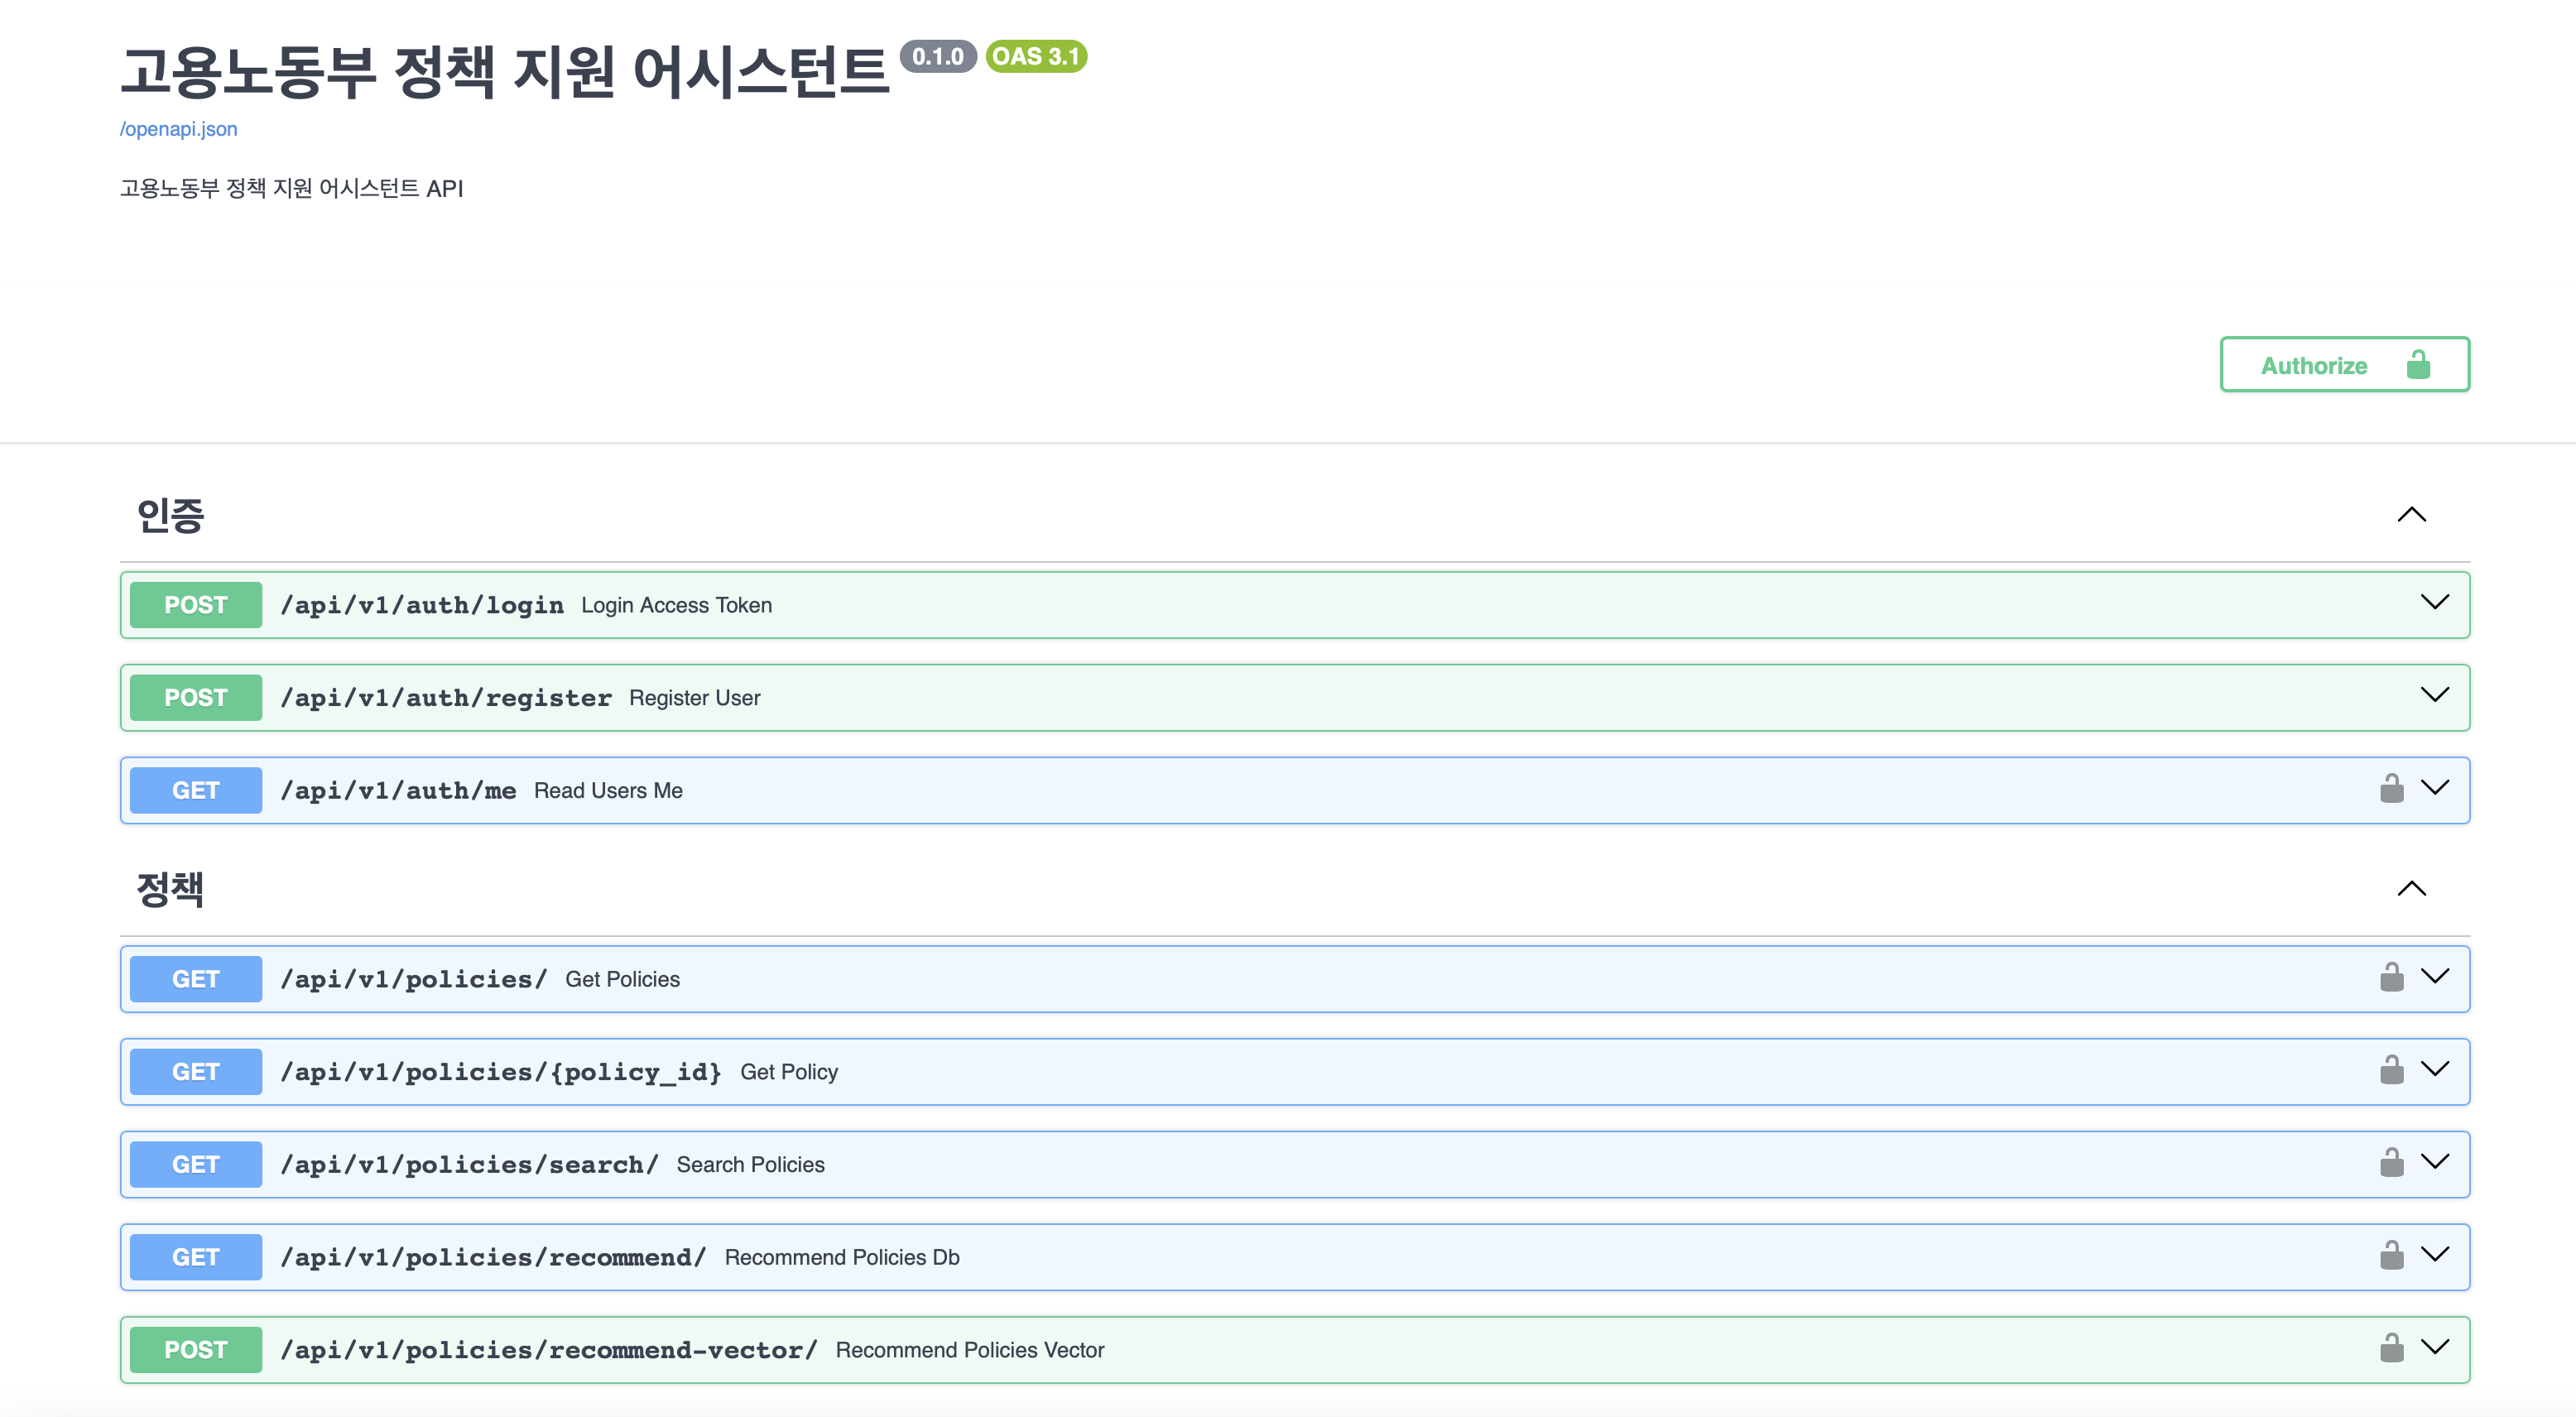 고용노동부 정책 지원 어시스턴트 0.1.0 OAS 3.1
/openapi.json
고용노동부 정책 지원 어시스턴트 API
Authorize
인증
POST /api/v1/auth/login Login Access Token
POST /api/v1/auth/register Register User
GET /api/v1/auth/me Read Users Me
정책
GET /api/v1/policies/ Get Policies
GET /api/v1/policies/{policy_id} Get Policy
GET /api/v1/policies/search/ Search Policies
GET /api/v1/policies/recommend/ Recommend Policies Db
POST /api/v1/policies/recommend-vector/ Recommend Policies Vector